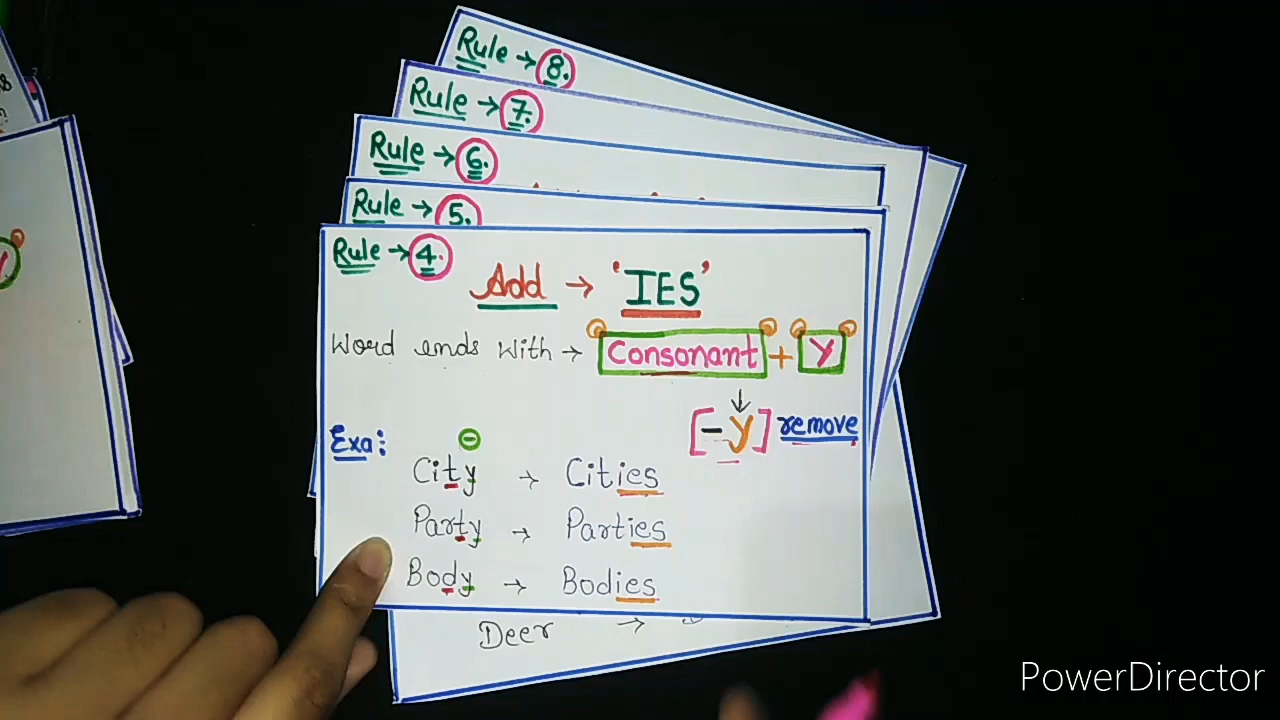 Rule → 8.
Rule → 7.
Rule → 6.
Rule → 5.
Rule → 4.
Add → 'IES'
Word ends with → Consonant + y
↓
[-y] remove
Exa:
City → Cities
Party → Parties
Body → Bodies
Deer →
PowerDirector